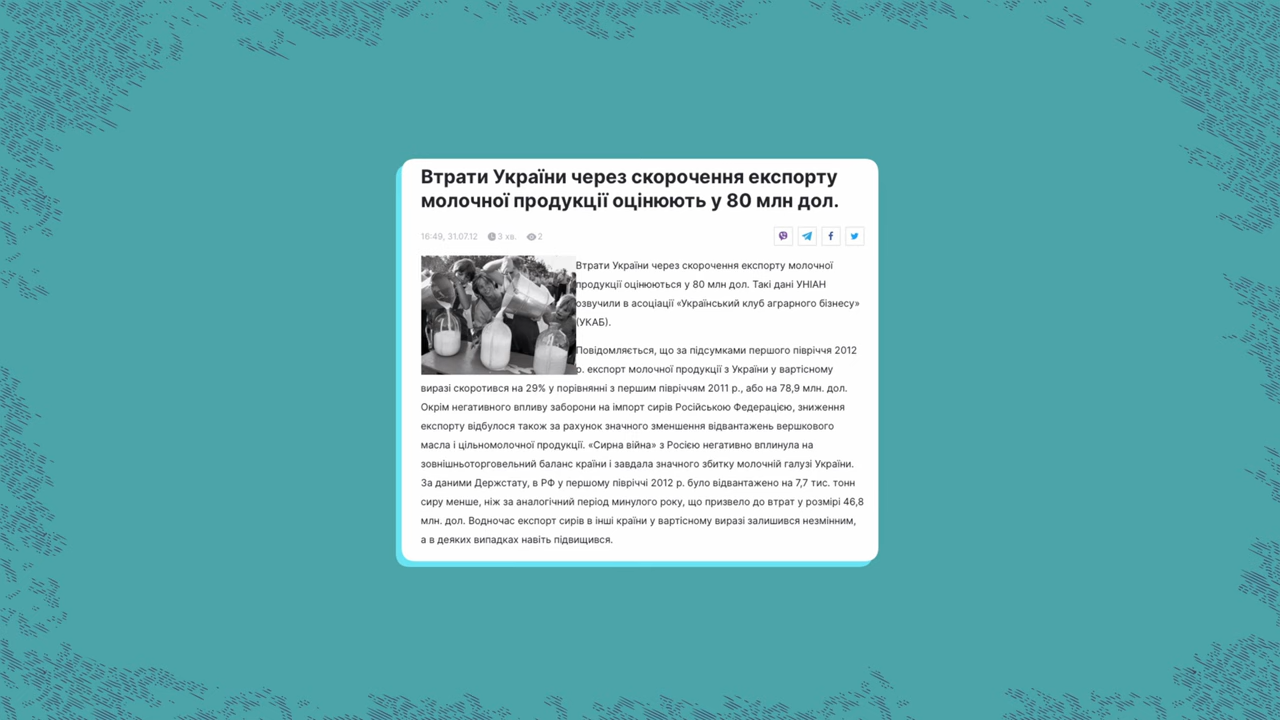 Втрати України через скорочення експорту
молочної продукції оцінюють у 80 млн дол.
16:49, 31.07.12 3 хв. 2
Втрати України через скорочення експорту молочної
продукції оцінюються у 80 млн дол. Такі дані УНІАН
озвучили в асоціації «Український клуб аграрного бізнесу»
(УКАБ).
Повідомляється, що за підсумками першого півріччя 2012
р. експорт молочної продукції з України у вартісному
виразі скоротився на 29% у порівнянні з першим півріччям 2011 р., або на 78,9 млн. дол.
Окрім негативного впливу заборони на імпорт сирів Російською Федерацією, зниження
експорту відбулося також за рахунок значного зменшення відвантажень вершкового
масла і цільномолочної продукції. «Сирна війна» з Росією негативно вплинула на
зовнішньоторговельний баланс країни і завдала значного збитку молочній галузі України.
За даними Держстату, в РФ у першому півріччі 2012 р. було відвантажено на 7,7 тис. тонн
сиру менше, ніж за аналогічний період минулого року, що призвело до втрат у розмірі 46,8
млн. дол. Водночас експорт сирів в інші країни у вартісному виразі залишився незмінним,
а в деяких випадках навіть підвищився.